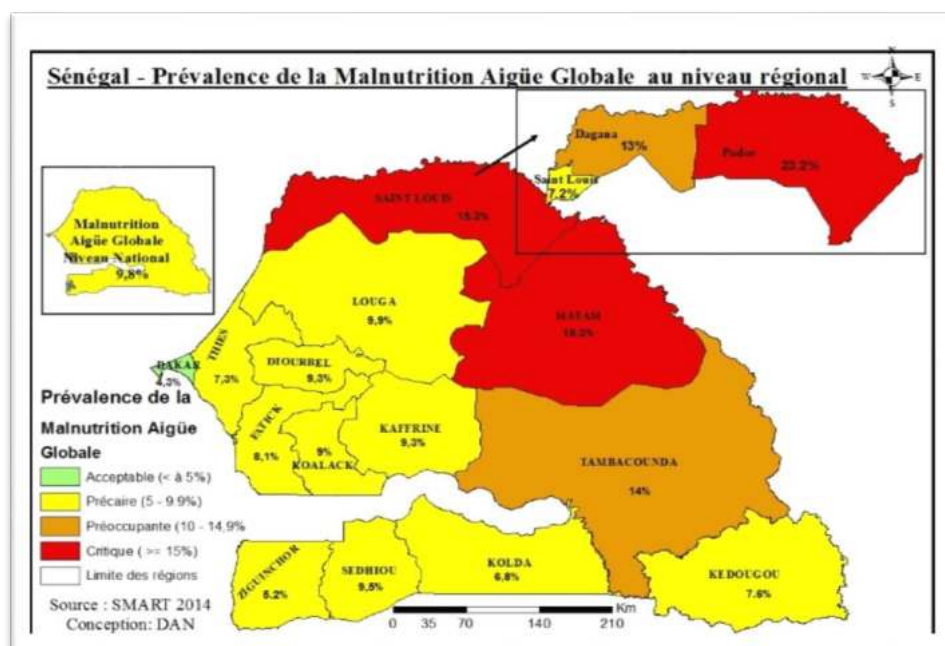 Sénégal - Prévalence de la Malnutrition Aigüe Globale au niveau régional
N
W
E
S
Dagana
13%
Podor
23.2%
Saint Louis
7.2%
SAINT LOUIS
Malnutrition
Aigüe Globale
Niveau National
9,8%
LOUGA
9,9%
MATAM
DAKAR
4,3%
THIES
7,3%
DIOURBEL
9,3%
FATICK
8,1%
9%
KOALACK
KAFFRINE
9,3%
TAMBACOUNDA
14%
Prévalence de la
Malnutrition Aigüe
Globale
Acceptable (< à 5%)
Précaire (5 - 9.9%)
Préoccupante (10 - 14,9%
Critique ( >= 15%)
Limite des régions
ZIGUINCHOR
5.2%
SEDHIOU
9,5%
KOLDA
6,8%
KEDOUGOU
7.6%
Source : SMART 2014
Conception: DAN
Km
0 35 70 140 210